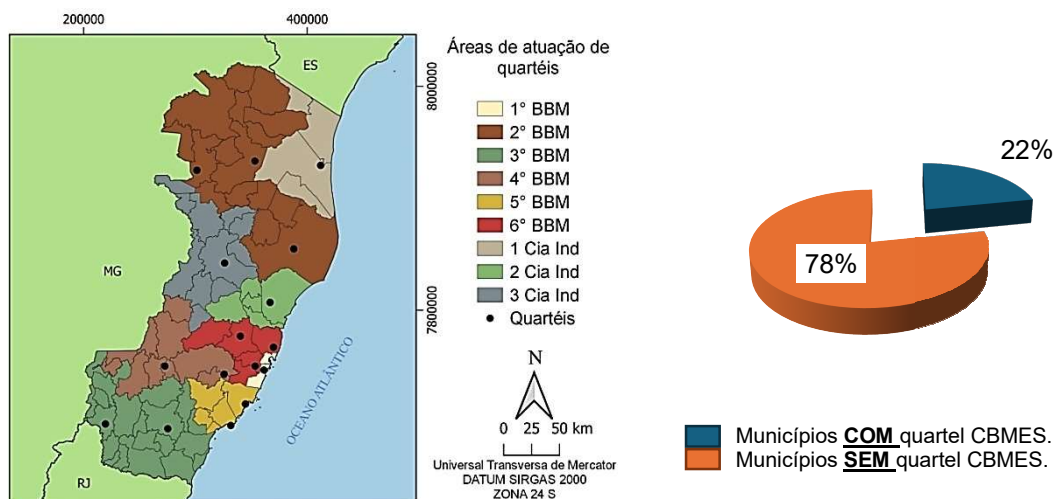 200000
400000
ES
8000000
7800000
MG
RJ
OCEANO ATLÂNTICO
Áreas de atuação de
quartéis
1° BBM
2° BBM
3° BBM
4° BBM
5° BBM
6° BBM
1 Cia Ind
2 Cia Ind
3 Cia Ind
Quartéis
N
0 25 50 km
Universal Transversa de Mercator
DATUM SIRGAS 2000
ZONA 24 S
22%
78%
Municípios COM quartel CBMES.
Municípios SEM quartel CBMES.